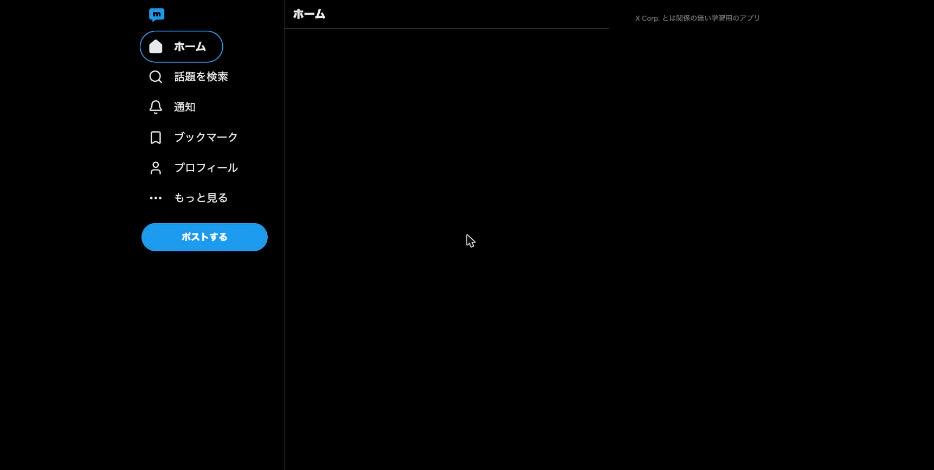 m
ホーム
話題を検索
通知
ブックマーク
プロフィール
もっと見る
ポストする
ホーム
X Corp. とは関係の無い学習用のアプリ